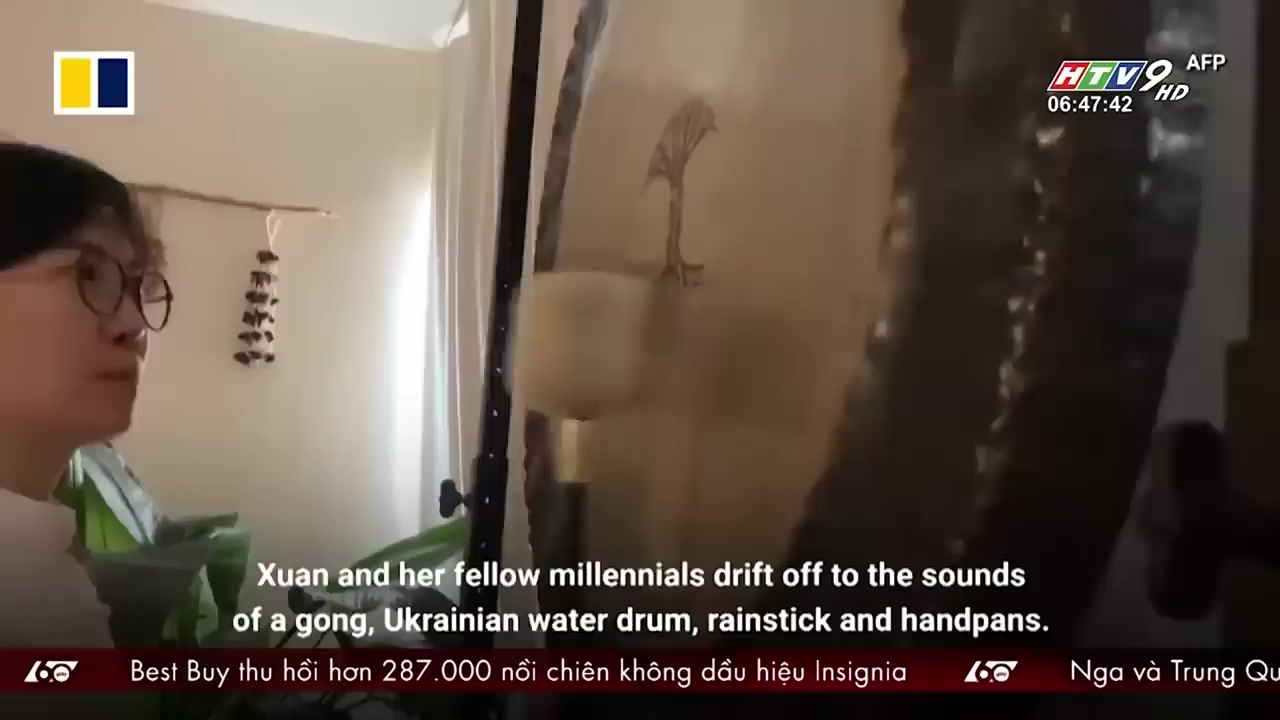 HTV9 HD
AFP
06:47:42
Xuan and her fellow millennials drift off to the sounds
of a gong, Ukrainian water drum, rainstick and handpans.
60 Best Buy thu hồi hơn 287.000 nồi chiên không dầu hiệu Insignia 60 Nga và Trung Qu